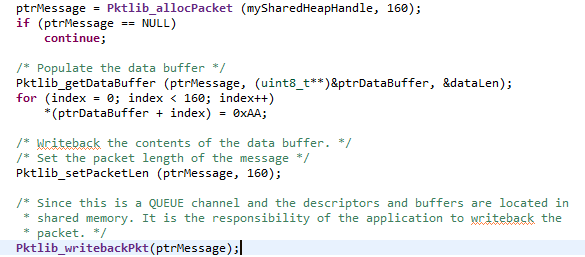 ptrMessage = Pktlib_allocPacket (mySharedHeapHandle, 160);
if (ptrMessage == NULL)
    continue;

/* Populate the data buffer */
Pktlib_getDataBuffer (ptrMessage, (uint8_t**)&ptrDataBuffer, &dataLen);
for (index = 0; index < 160; index++)
    *(ptrDataBuffer + index) = 0xAA;

/* Writeback the contents of the data buffer. */
/* Set the packet length of the message */
Pktlib_setPacketLen (ptrMessage, 160);

/* Since this is a QUEUE channel and the descriptors and buffers are located in
 * shared memory. It is the responsibility of the application to writeback the
 * packet. */
Pktlib_writebackPkt(ptrMessage);